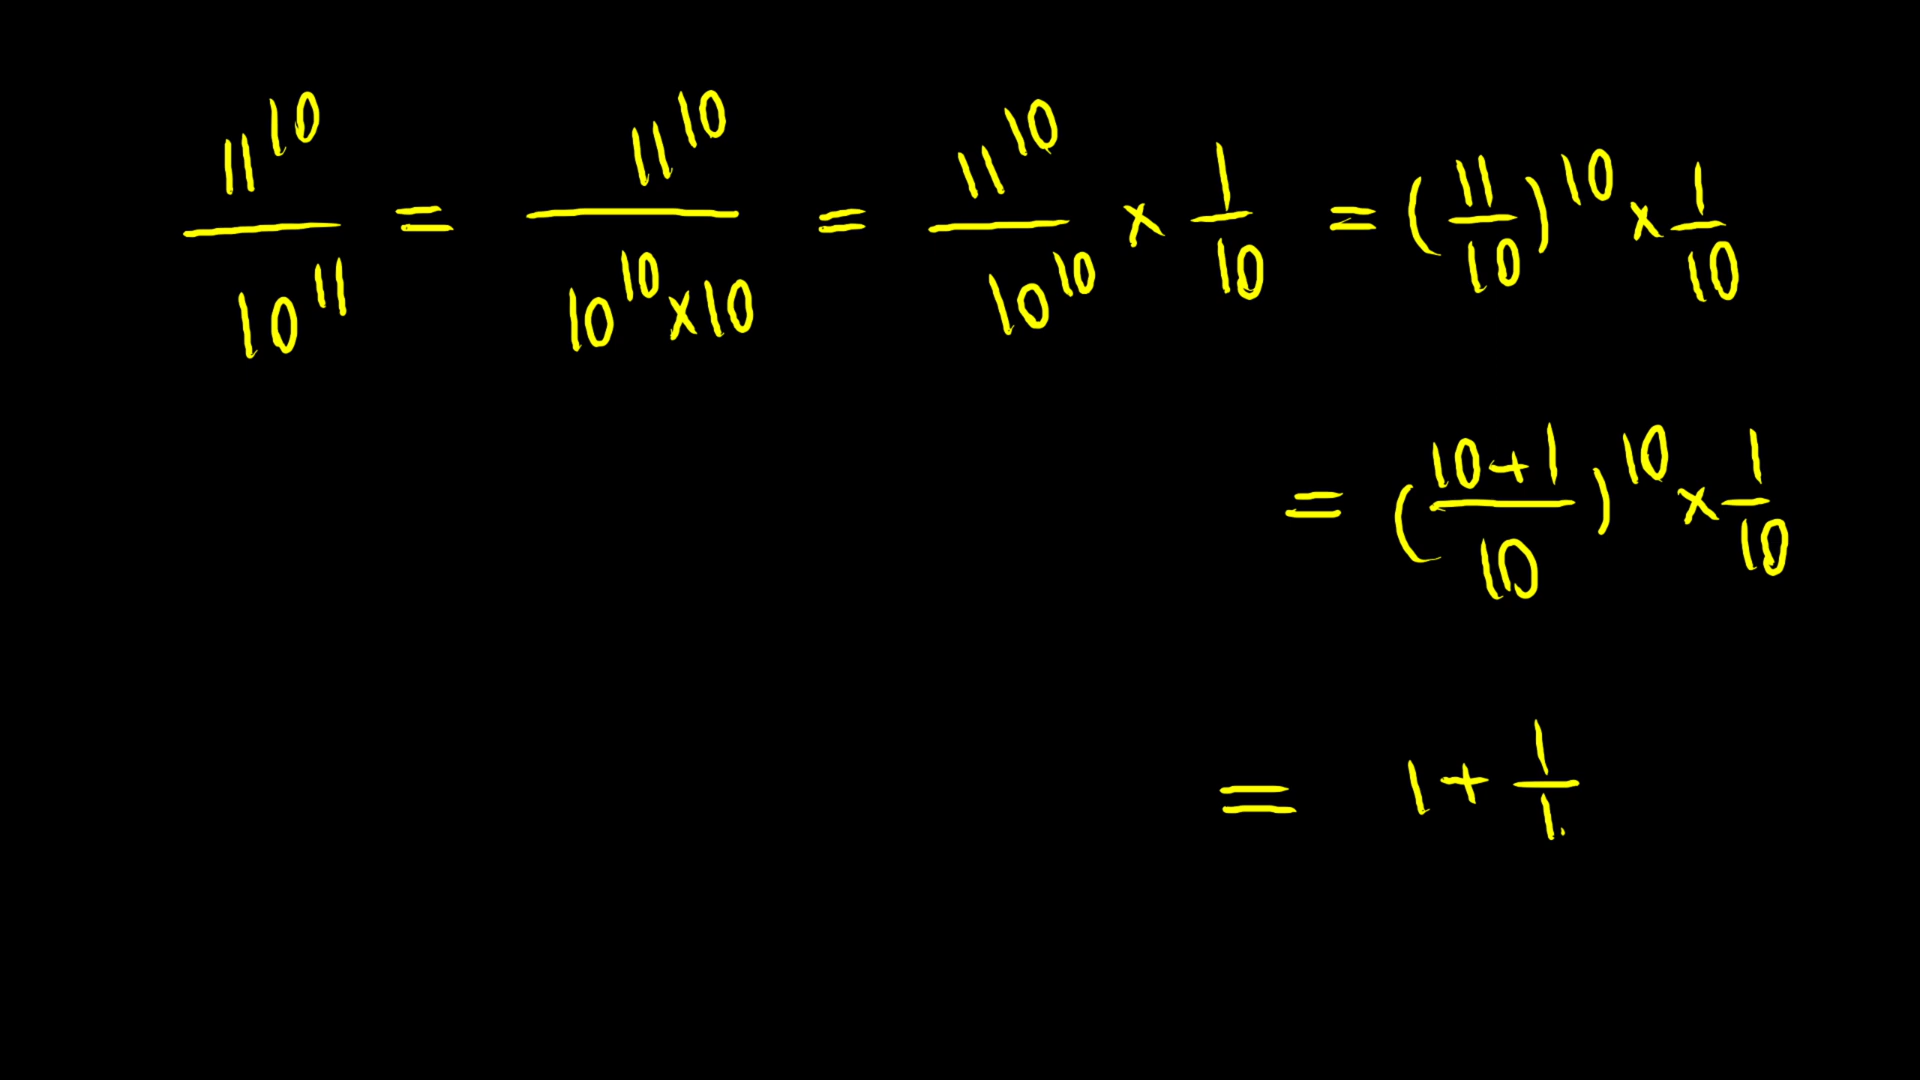 11^10 / 10^11 = 11^10 / 10^10 x 10 = 11^10 / 10^10 x 1/10 = (11/10)^10 x 1/10
= (10+1 / 10)^10 x 1/10
= 1 + 1/1.